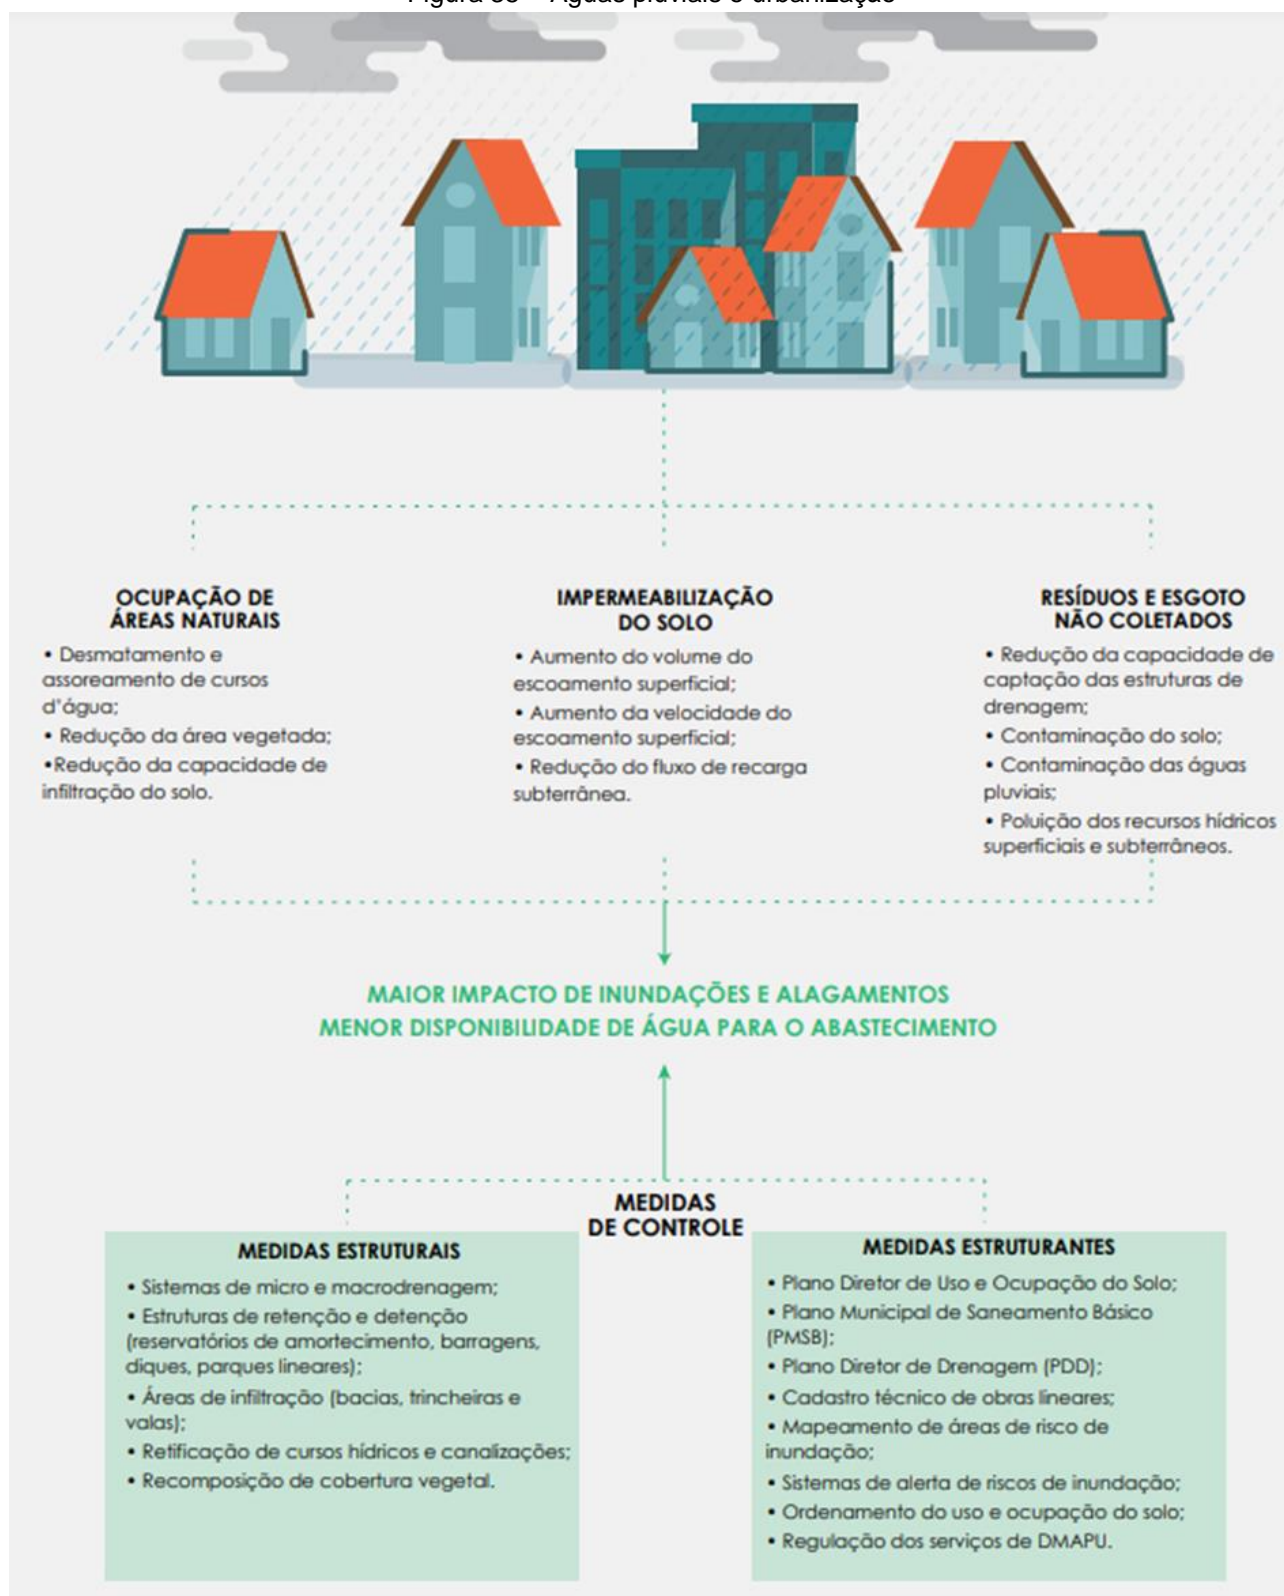 OCUPAÇÃO DE
ÁREAS NATURAIS
• Desmatamento e
assoreamento de cursos
d'água;
• Redução da área vegetada;
•Redução da capacidade de
infiltração do solo.
IMPERMEABILIZAÇÃO
DO SOLO
• Aumento do volume do
escoamento superficial;
• Aumento da velocidade do
escoamento superficial;
• Redução do fluxo de recarga
subterrânea.
RESÍDUOS E ESGOTO
NÃO COLETADOS
• Redução da capacidade de
captação das estruturas de
drenagem;
• Contaminação do solo;
• Contaminação das águas
pluviais;
• Poluição dos recursos hídricos
superficiais e subterrâneos.
MAIOR IMPACTO DE INUNDAÇÕES E ALAGAMENTOS
MENOR DISPONIBILIDADE DE ÁGUA PARA O ABASTECIMENTO
MEDIDAS
DE CONTROLE
MEDIDAS ESTRUTURAIS
• Sistemas de micro e macrodrenagem;
• Estruturas de retenção e detenção
(reservatórios de amortecimento, barragens,
diques, parques lineares);
• Áreas de infiltração (bacias, trincheiras e
valas);
• Retificação de cursos hídricos e canalizações;
• Recomposição de cobertura vegetal.
MEDIDAS ESTRUTURANTES
• Plano Diretor de Uso e Ocupação do Solo;
• Plano Municipal de Saneamento Básico
(PMSB);
• Plano Diretor de Drenagem (PDD);
• Cadastro técnico de obras lineares;
• Mapeamento de áreas de risco de
inundação;
• Sistemas de alerta de riscos de inundação;
• Ordenamento do uso e ocupação do solo;
• Regulação dos serviços de DMAPU.